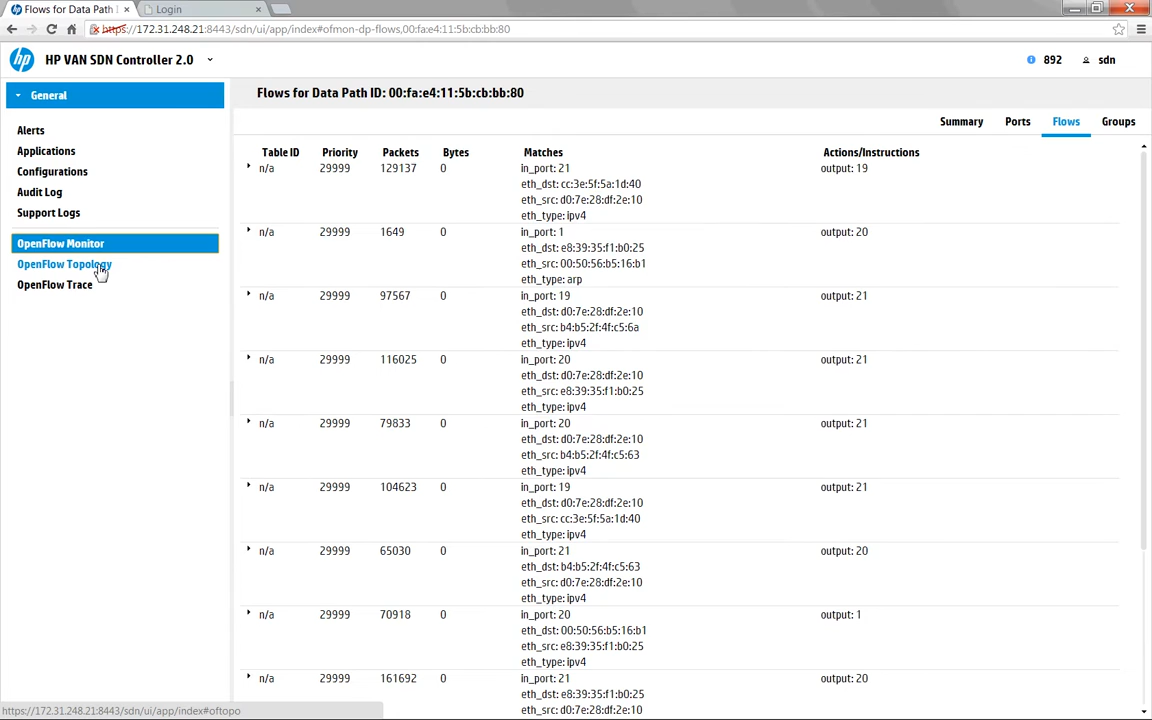 Flows for Data Path I
Login
https://172.31.248.21:8443/sdn/ui/app/index#ofmon-dp-flows,00:fa:e4:11:5b:cb:bb:80
hp
HP VAN SDN Controller 2.0
892
sdn
General
Flows for Data Path ID: 00:fa:e4:11:5b:cb:bb:80
Summary Ports Flows Groups
Alerts
Applications
Configurations
Audit Log
Support Logs
OpenFlow Monitor
OpenFlow Topology
OpenFlow Trace
Table ID Priority Packets Bytes Matches Actions/Instructions
n/a 29999 129137 0 in_port: 21 output: 19
eth_dst: cc:3e:5f:5a:1d:40
eth_src: d0:7e:28:df:2e:10
eth_type: ipv4
n/a 29999 1649 0 in_port: 1 output: 20
eth_dst: e8:39:35:f1:b0:25
eth_src: 00:50:56:b5:16:b1
eth_type: arp
n/a 29999 97567 0 in_port: 19 output: 21
eth_dst: d0:7e:28:df:2e:10
eth_src: b4:b5:2f:4f:c5:6a
eth_type: ipv4
n/a 29999 116025 0 in_port: 20 output: 21
eth_dst: d0:7e:28:df:2e:10
eth_src: e8:39:35:f1:b0:25
eth_type: ipv4
n/a 29999 79833 0 in_port: 20 output: 21
eth_dst: d0:7e:28:df:2e:10
eth_src: b4:b5:2f:4f:c5:63
eth_type: ipv4
n/a 29999 104623 0 in_port: 19 output: 21
eth_dst: d0:7e:28:df:2e:10
eth_src: cc:3e:5f:5a:1d:40
eth_type: ipv4
n/a 29999 65030 0 in_port: 21 output: 20
eth_dst: b4:b5:2f:4f:c5:63
eth_src: d0:7e:28:df:2e:10
eth_type: ipv4
n/a 29999 70918 0 in_port: 20 output: 1
eth_dst: 00:50:56:b5:16:b1
eth_src: e8:39:35:f1:b0:25
eth_type: ipv4
n/a 29999 161692 0 in_port: 21 output: 20
eth_dst: e8:39:35:f1:b0:25
eth_src: d0:7e:28:df:2e:10
https://172.31.248.21:8443/sdn/ui/app/index#oftopo